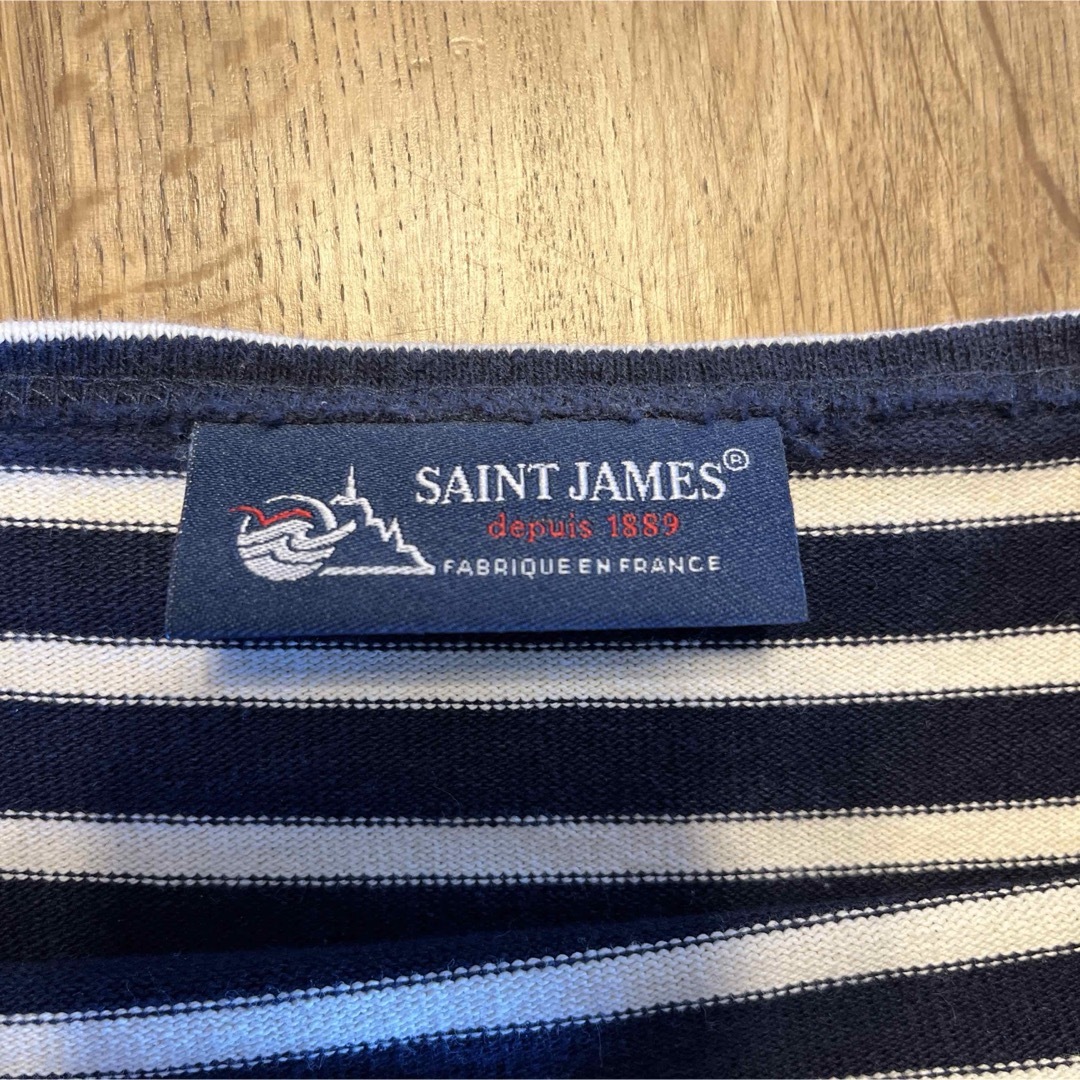 SAINT JAMES®
depuis 1889
FABRIQUE EN FRANCE